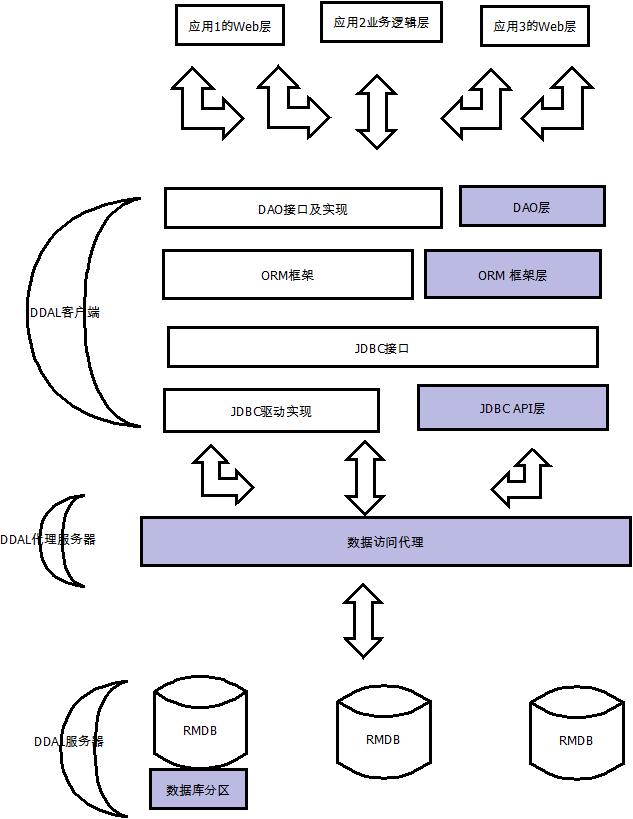 应用1的Web层
应用2业务逻辑层
应用3的Web层
DAO接口及实现
DAO层
ORM框架
ORM 框架层
DDAL客户端
JDBC接口
JDBC驱动实现
JDBC API层
DDAL代理服务器
数据访问代理
DDAL服务器
RMDB
RMDB
RMDB
数据库分区